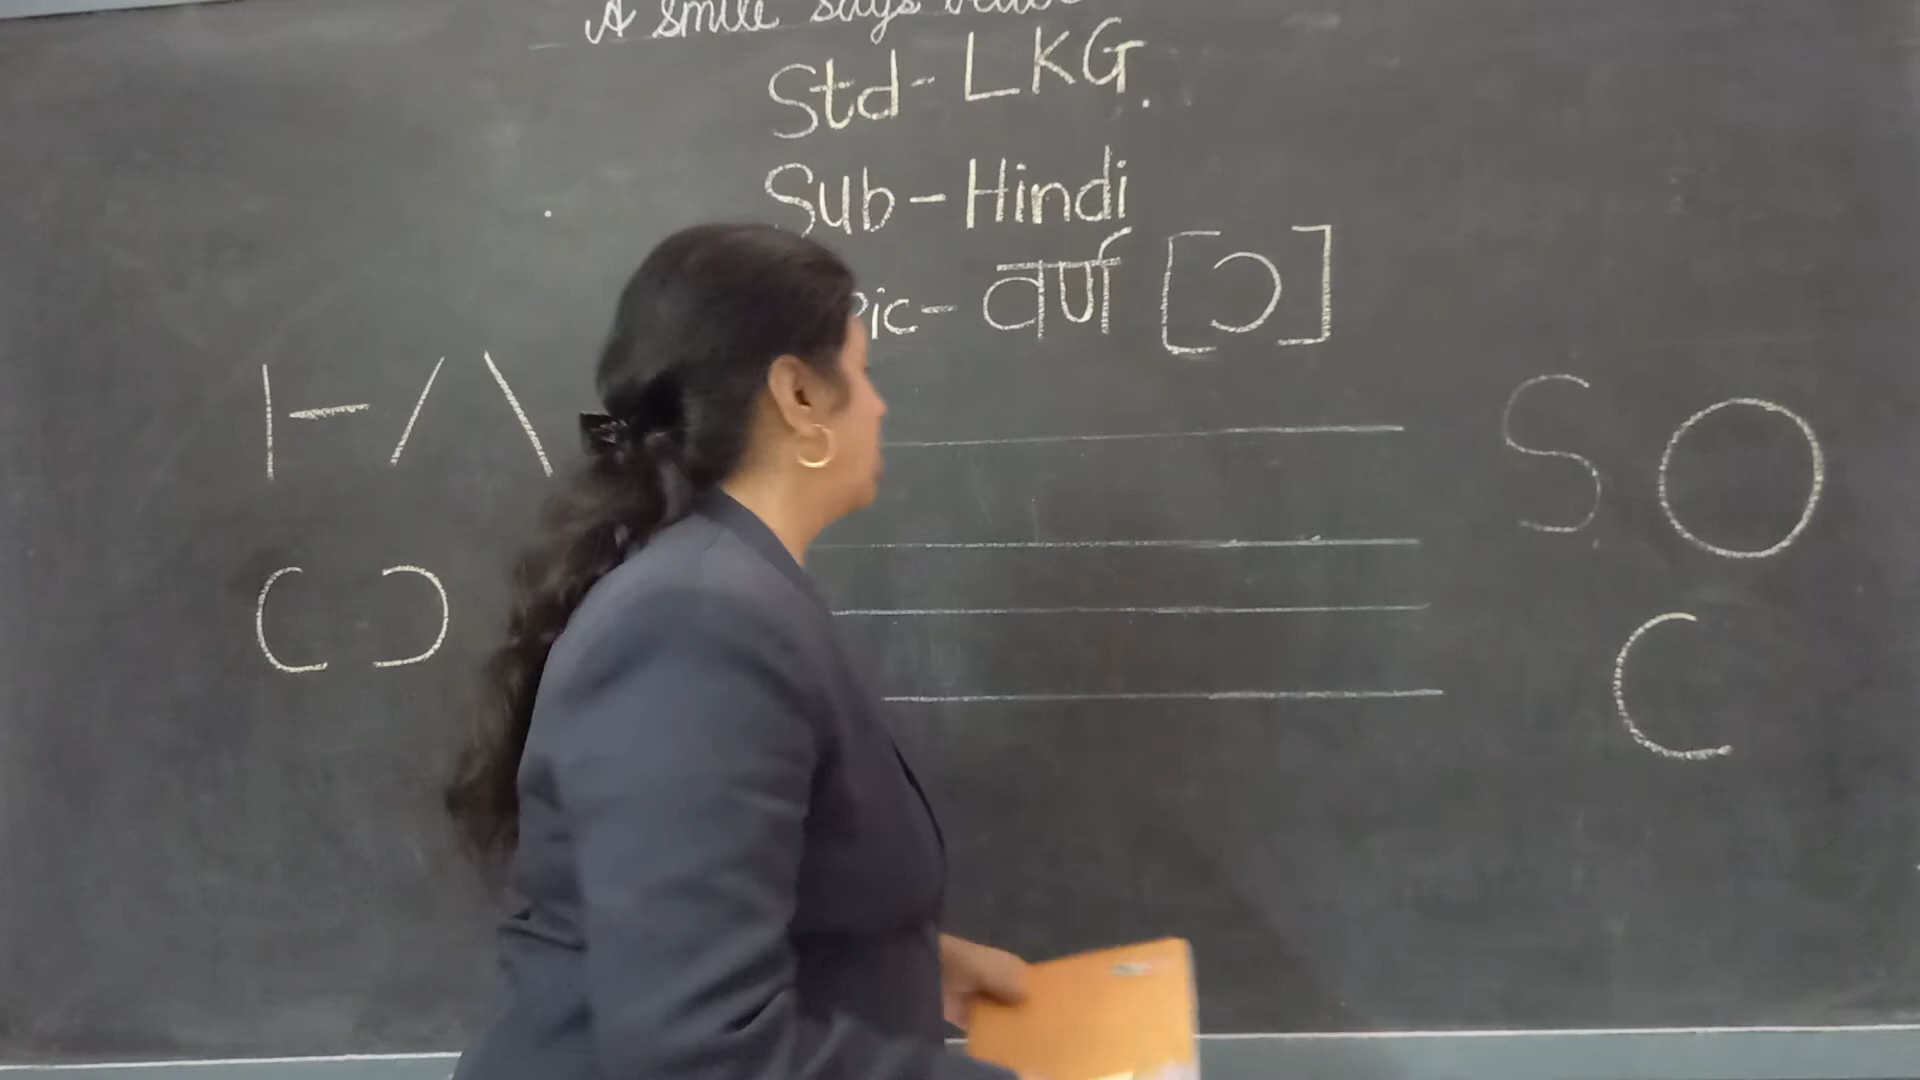 A smile says
Std- LKG.
Sub- Hindi
pic- वर्ण [ɔ]
S O
C